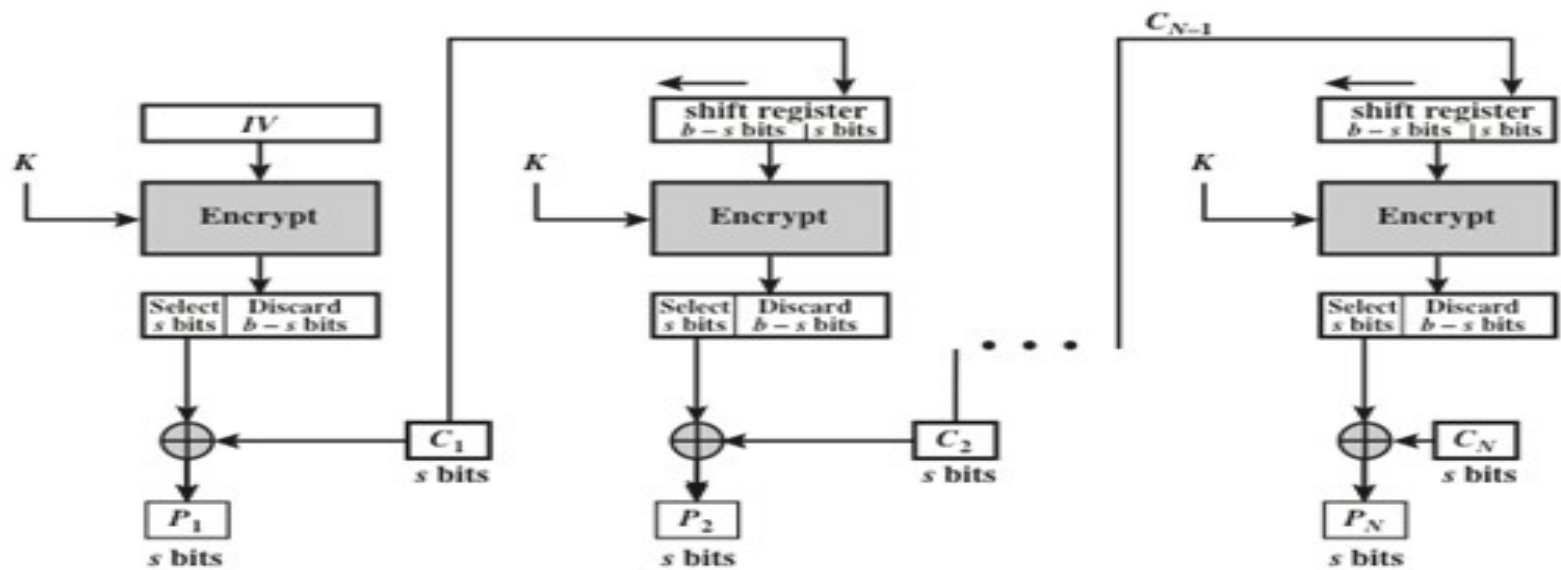 C_{N–1}
IV
shift register
b – s bits | s bits
shift register
b – s bits | s bits
K
K
K
Encrypt
Encrypt
Encrypt
Select Discard
s bits b – s bits
Select Discard
s bits b – s bits
Select Discard
s bits b – s bits
• • •
C_1
s bits
C_2
s bits
C_N
s bits
P_1
s bits
P_2
s bits
P_N
s bits